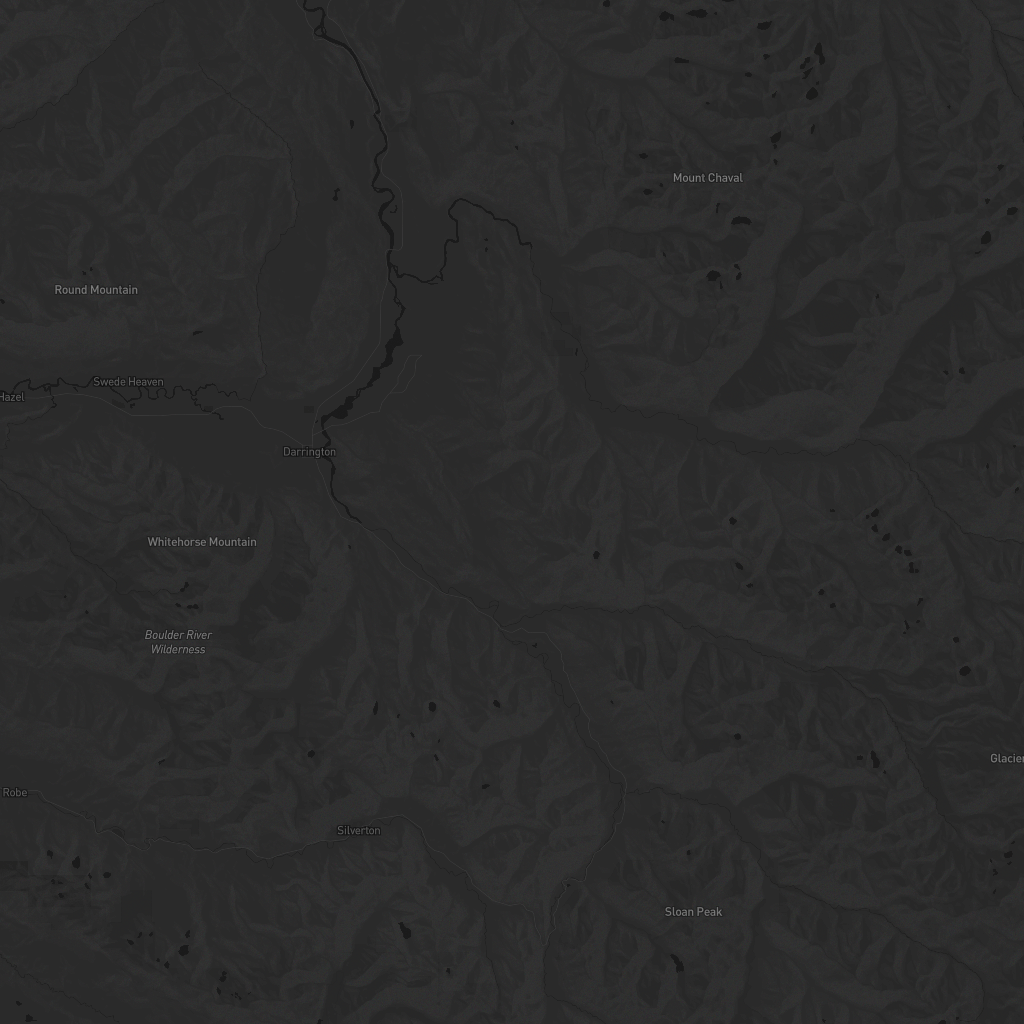 Mount Chaval
Round Mountain
Swede Heaven
Hazel
Darrington
Whitehorse Mountain
Boulder River
Wilderness
Glacier
Robe
Silverton
Sloan Peak